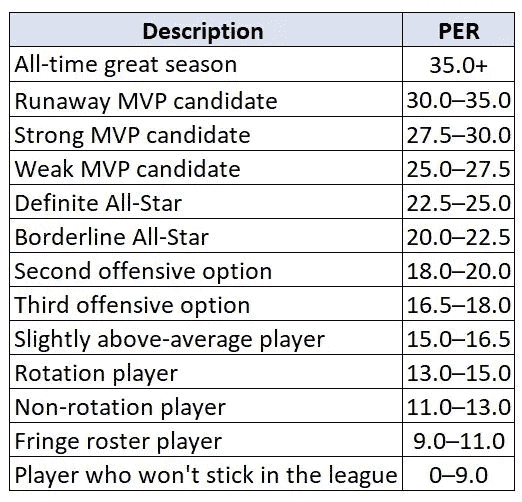 Description PER
All-time great season 35.0+
Runaway MVP candidate 30.0–35.0
Strong MVP candidate 27.5–30.0
Weak MVP candidate 25.0–27.5
Definite All-Star 22.5–25.0
Borderline All-Star 20.0–22.5
Second offensive option 18.0–20.0
Third offensive option 16.5–18.0
Slightly above-average player 15.0–16.5
Rotation player 13.0–15.0
Non-rotation player 11.0–13.0
Fringe roster player 9.0–11.0
Player who won't stick in the league 0–9.0